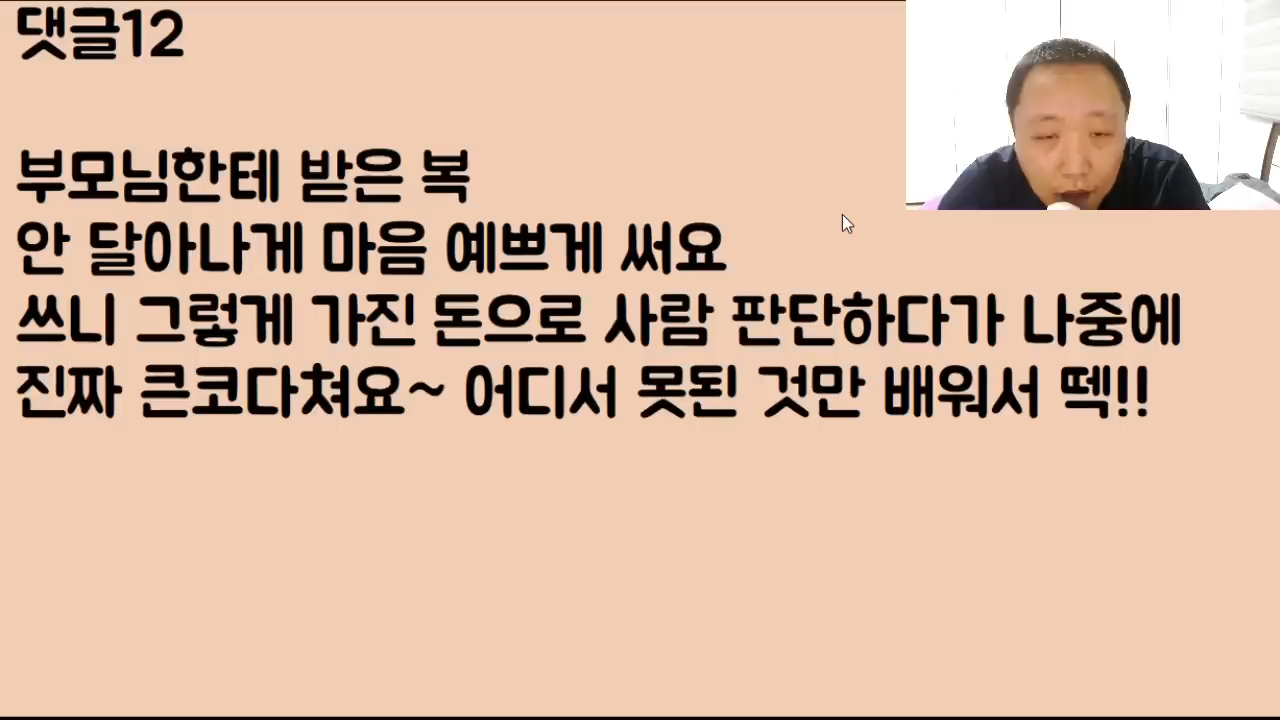 댓글12
부모님한테 받은 복
안 달아나게 마음 예쁘게 써요
쓰니 그렇게 가진 돈으로 사람 판단하다가 나중에
진짜 큰코다쳐요~ 어디서 못된 것만 배워서 떽!!